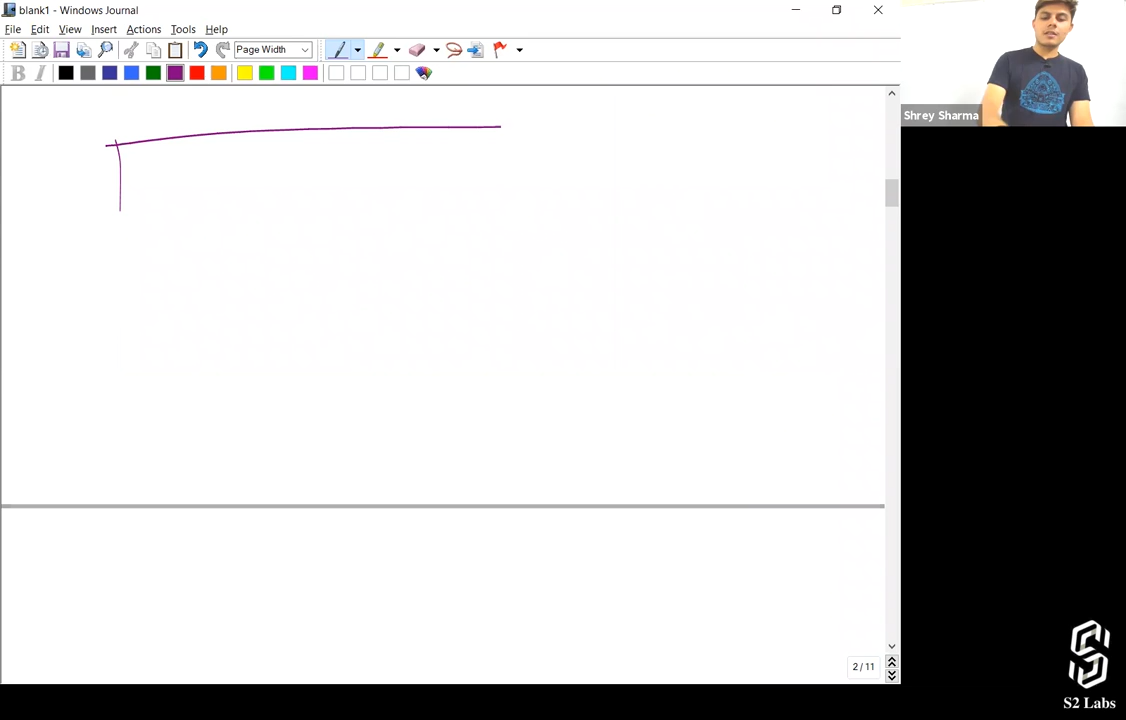 blank1 - Windows Journal
File Edit View Insert Actions Tools Help
Page Width
B I
Shrey Sharma
2 / 11
S2 Labs